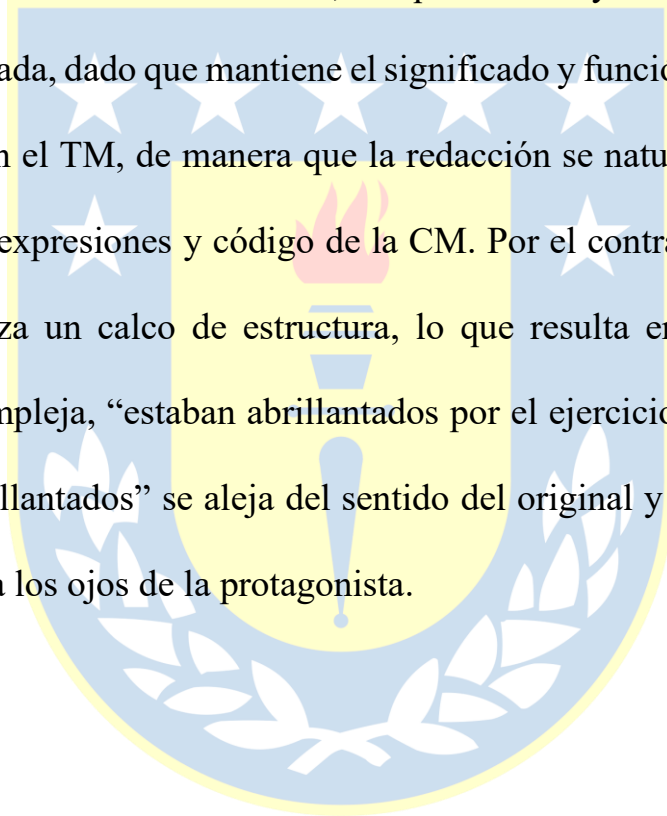 ada, dado que mantiene el significado y funció
n el TM, de manera que la redacción se natu
expresiones y código de la CM. Por el contra
za un calco de estructura, lo que resulta en
mpleja, “estaban abrillantados por el ejercicio
llantados” se aleja del sentido del original y
a los ojos de la protagonista.